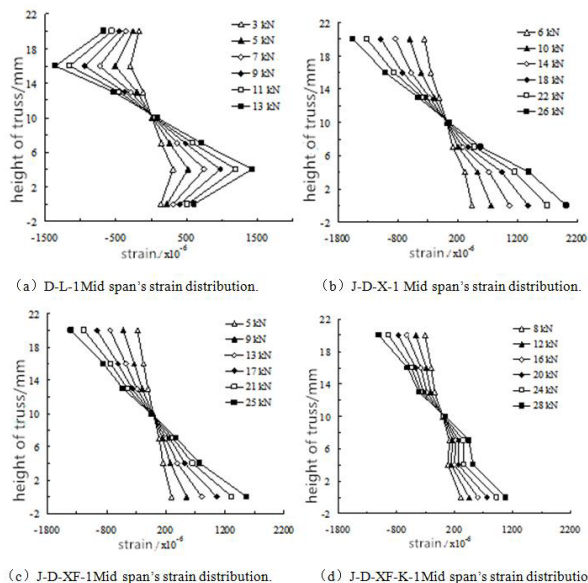 height of truss/mm
22
18
14
10
6
2
-2
-1500
-500
500
1500
strain/x10⁻⁶
3 kN
5 kN
7 kN
9 kN
11 kN
13 kN
(a) D-L-1Mid span's strain distribution.
height of truss/mm
22
18
14
10
6
2
-2
-1800
-800
200
1200
2200
strain/x10⁻⁶
6 kN
10 kN
14 kN
18 kN
22 kN
26 kN
(b) J-D-X-1 Mid span's strain distribution.
height of truss/mm
22
18
14
10
6
2
-2
-1800
-800
200
1200
2200
strain/x10⁻⁶
5 kN
9 kN
13 kN
17 kN
21 kN
25 kN
(c) J-D-XF-1Mid span's strain distribution.
height of truss/mm
22
18
14
10
6
2
-2
-1800
-800
200
1200
2200
strain/x10⁻⁶
8 kN
12 kN
16 kN
20 kN
24 kN
28 kN
(d) J-D-XF-K-1Mid span's strain distributio